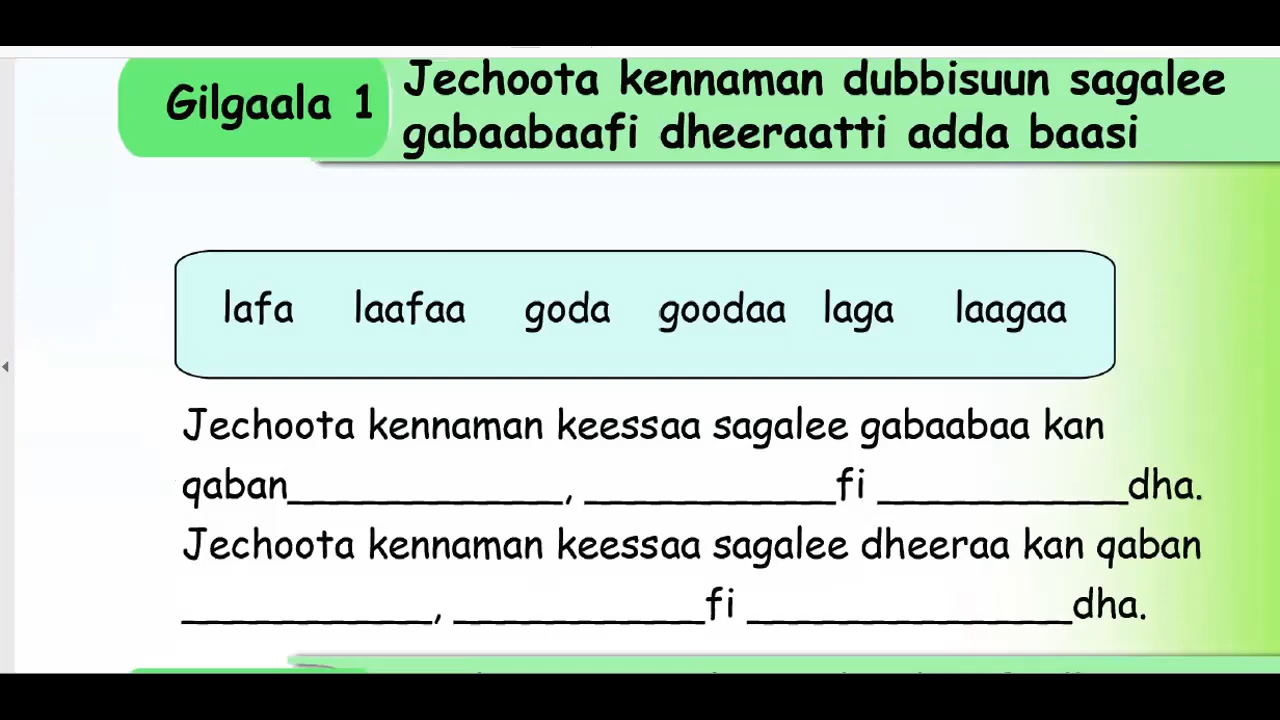 Gilgaala 1
Jechoota kennaman dubbisuun sagalee
gabaabaafi dheeraatti adda baasi
lafa laafaa goda goodaa laga laagaa
Jechoota kennaman keessaa sagalee gabaabaa kan
qaban____________, ___________fi ___________dha.
Jechoota kennaman keessaa sagalee dheeraa kan qaban
___________, ___________fi ______________dha.